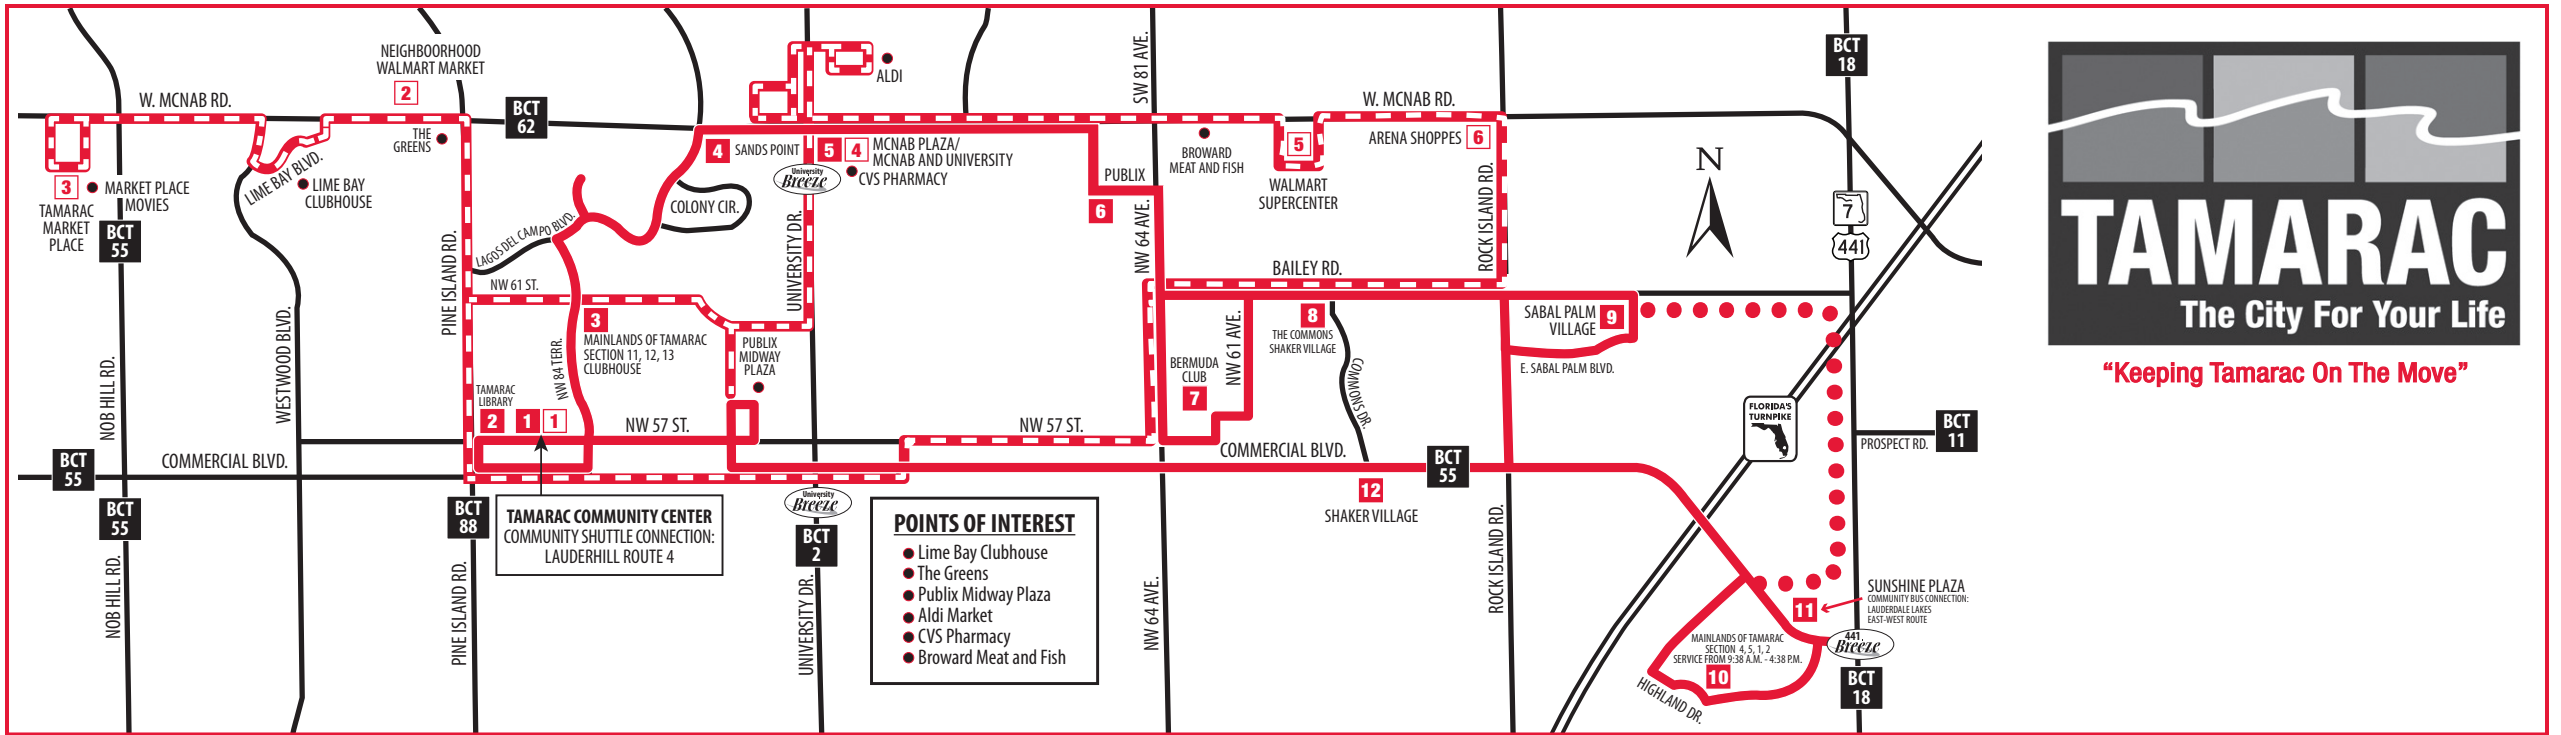 NEIGHBOORHOOD
WALMART MARKET
2
W. MCNAB RD.
BCT
62
THE
GREENS
3
MARKET PLACE
MOVIES
TAMARAC
MARKET
PLACE
BCT
55
LIME BAY BLVD.
LIME BAY
CLUBHOUSE
ALDI
4
SANDS POINT
5
4
MCNAB PLAZA/
MCNAB AND UNIVERSITY
CVS PHARMACY
University
Breeze
COLONY CIR.
LAGOS DEL CAMPO BLVD.
NW 61 ST.
PINE ISLAND RD.
UNIVERSITY DR.
WESTWOOD BLVD.
NOB HILL RD.
3
MAINLANDS OF TAMARAC
SECTION 11, 12, 13
CLUBHOUSE
NW 84 TERR.
PUBLIX
MIDWAY
PLAZA
TAMARAC
LIBRARY
2
1
1
NW 57 ST.
BCT
55
COMMERCIAL BLVD.
BCT
55
NOB HILL RD.
BCT
88
PINE ISLAND RD.
TAMARAC COMMUNITY CENTER
COMMUNITY SHUTTLE CONNECTION:
LAUDERHILL ROUTE 4
University
Breeze
BCT
2
UNIVERSITY DR.
POINTS OF INTEREST
Lime Bay Clubhouse
The Greens
Publix Midway Plaza
Aldi Market
CVS Pharmacy
Broward Meat and Fish
SW 81 AVE.
BROWARD
MEAT AND FISH
PUBLIX
6
NW 64 AVE.
5
WALMART
SUPERCENTER
W. MCNAB RD.
ARENA SHOPPES
6
ROCK ISLAND RD.
BAILEY RD.
NW 57 ST.
BERMUDA
CLUB
7
NW 61 AVE.
8
THE COMMONS
SHAKER VILLAGE
COMMONS DR.
SABAL PALM
VILLAGE
9
E. SABAL PALM BLVD.
COMMERCIAL BLVD.
BCT
55
12
SHAKER VILLAGE
NW 64 AVE.
ROCK ISLAND RD.
N
BCT
18
7
441
FLORIDA'S
TURNPIKE
PROSPECT RD.
BCT
11
11
SUNSHINE PLAZA
COMMUNITY BUS CONNECTION:
LAUDERDALE LAKES
EAST-WEST ROUTE
MAINLANDS OF TAMARAC
SECTION 4, 5, 1, 2
SERVICE FROM 9:38 A.M. - 4:38 P.M.
10
HIGHLAND DR.
441
Breeze
BCT
18
TAMARAC
The City For Your Life
“Keeping Tamarac On The Move”